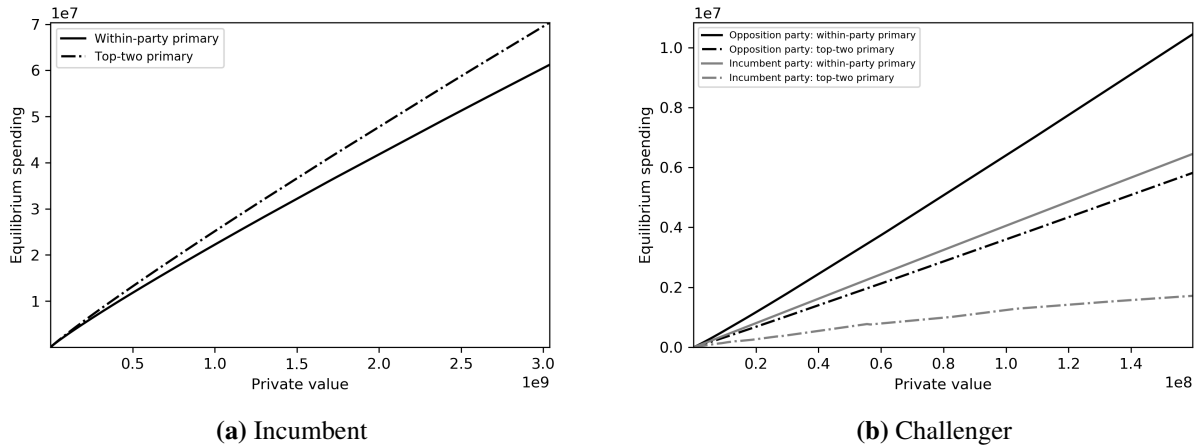 1e7
7
6
5
4
3
2
1
Equilibrium spending
Within-party primary
Top-two primary
0.5 1.0 1.5 2.0 2.5 3.0
1e9
Private value
(a) Incumbent
1e7
1.0
0.8
0.6
0.4
0.2
0.0
Equilibrium spending
Opposition party: within-party primary
Opposition party: top-two primary
Incumbent party: within-party primary
Incumbent party: top-two primary
0.2 0.4 0.6 0.8 1.0 1.2 1.4
1e8
Private value
(b) Challenger